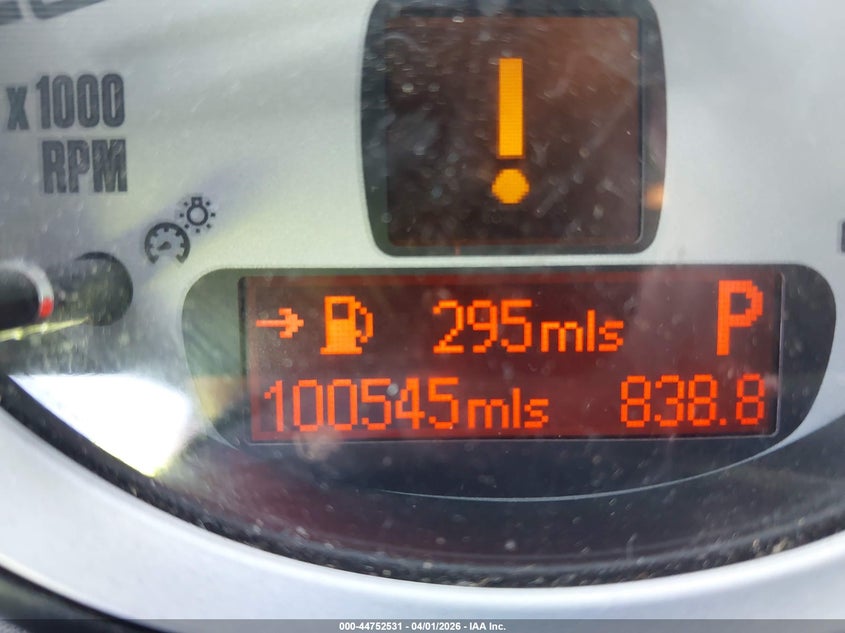 x1000
RPM
!
→ 295mls P
100545mls 838.8
000-44752531 - 04/01/2026 - IAA Inc.